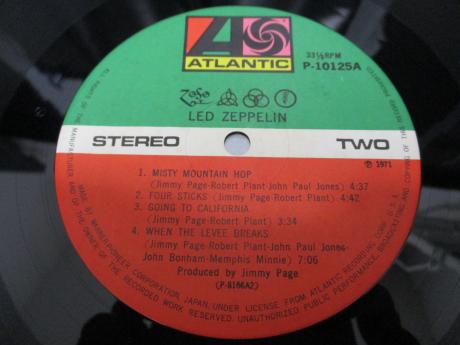 ATLANTIC
33⅓RPM
P-10125A
LED ZEPPELIN
STEREO
TWO
℗ 1971
1. MISTY MOUNTAIN HOP
(Jimmy Page-Robert Plant-John Paul Jones) 4:37
2. FOUR STICKS (Jimmy Page-Robert Plant) 4:42
3. GOING TO CALIFORNIA
(Jimmy Page-Robert Plant) 3:34
4. WHEN THE LEVEE BREAKS
(Jimmy Page-Robert Plant-John Paul Jones-
John Bonham-Memphis Minnie) 7:06
Produced by Jimmy Page
(P-8166A2)
MADE BY WARNER-PIONEER CORPORATION, JAPAN, UNDER LICENSE FROM ATLANTIC RECORDING CORP. U.S.A.
ALL RIGHTS OF THE MANUFACTURER AND OF THE OWNER OF THE RECORDED WORK RESERVED. UNAUTHORIZED PUBLIC PERFORMANCE, BROADCASTING AND COPYING OF THIS RECORD PROHIBITED